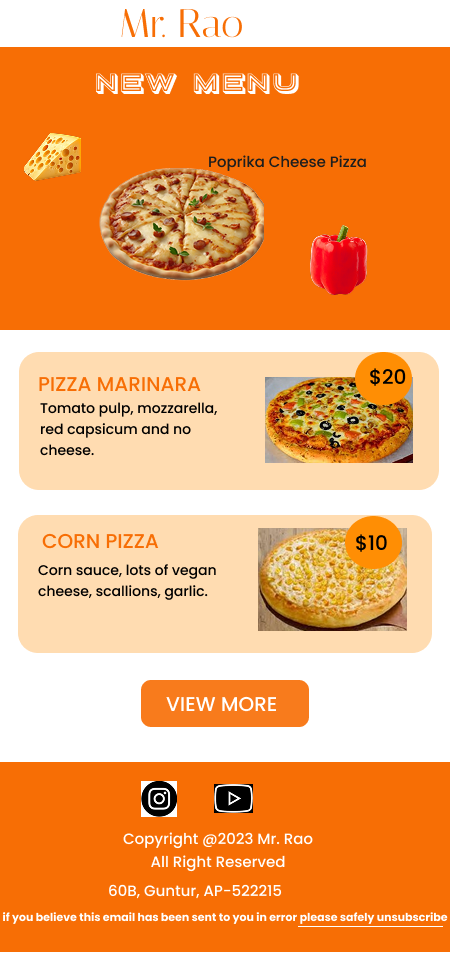 Mr. Rao
NEW MENU
Poprika Cheese Pizza
$20
PIZZA MARINARA
Tomato pulp, mozzarella,
red capsicum and no
cheese.
$10
CORN PIZZA
Corn sauce, lots of vegan
cheese, scallions, garlic.
VIEW MORE
Copyright @2023 Mr. Rao
All Right Reserved
60B, Guntur, AP-522215
if you believe this email has been sent to you in error please safely unsubscribe